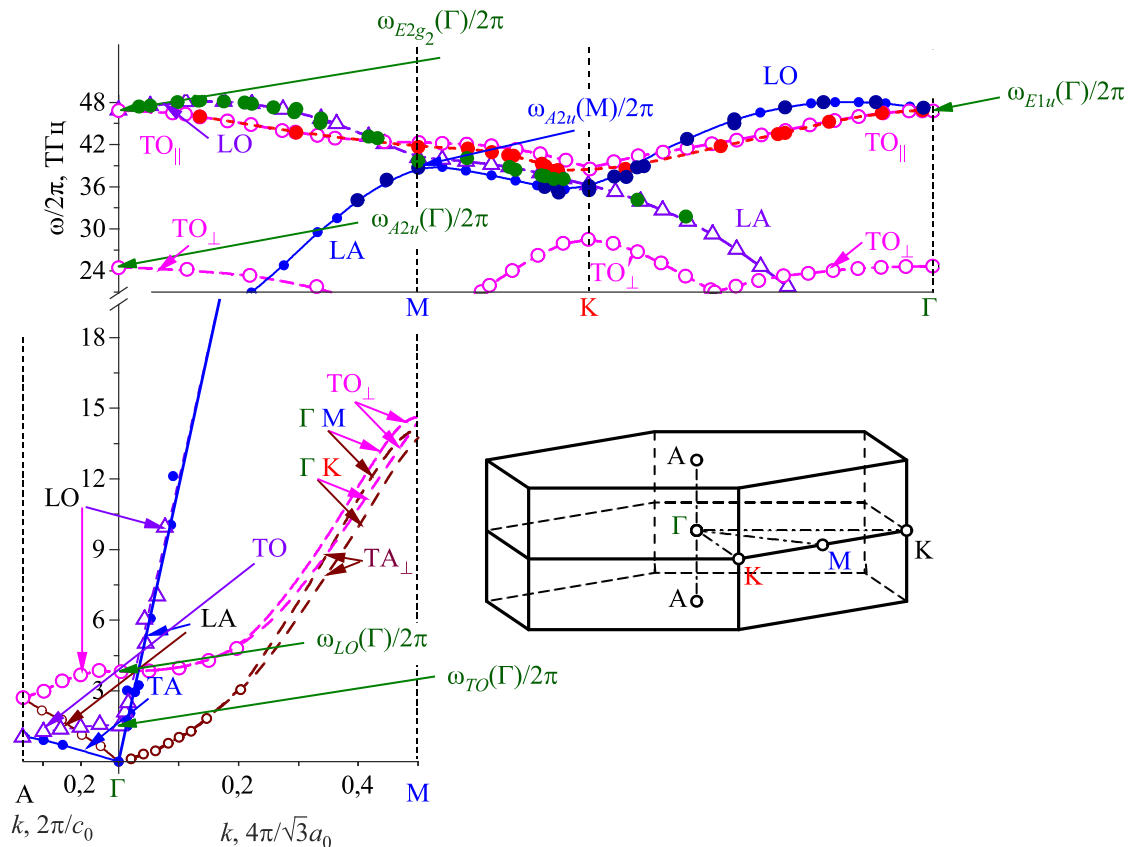 ω_{E2g_2}(Γ)/2π
48
42
36
30
24
ω/2π, ТГц
TO_∥
LO
ω_{A2u}(M)/2π
LO
ω_{E1u}(Γ)/2π
TO_∥
TO_⊥
ω_{A2u}(Γ)/2π
LA
TO_⊥
LA
TO_⊥
M
K
Γ
18
15
12
9
6
3
TO_⊥
Γ M
Γ K
LO
TO
TA_⊥
LA
ω_{LO}(Γ)/2π
TA
ω_{TO}(Γ)/2π
A
0,2
Γ
0,2
0,4
M
k, 2π/c_0
k, 4π/√3a_0
A
Γ
K
M
K
A